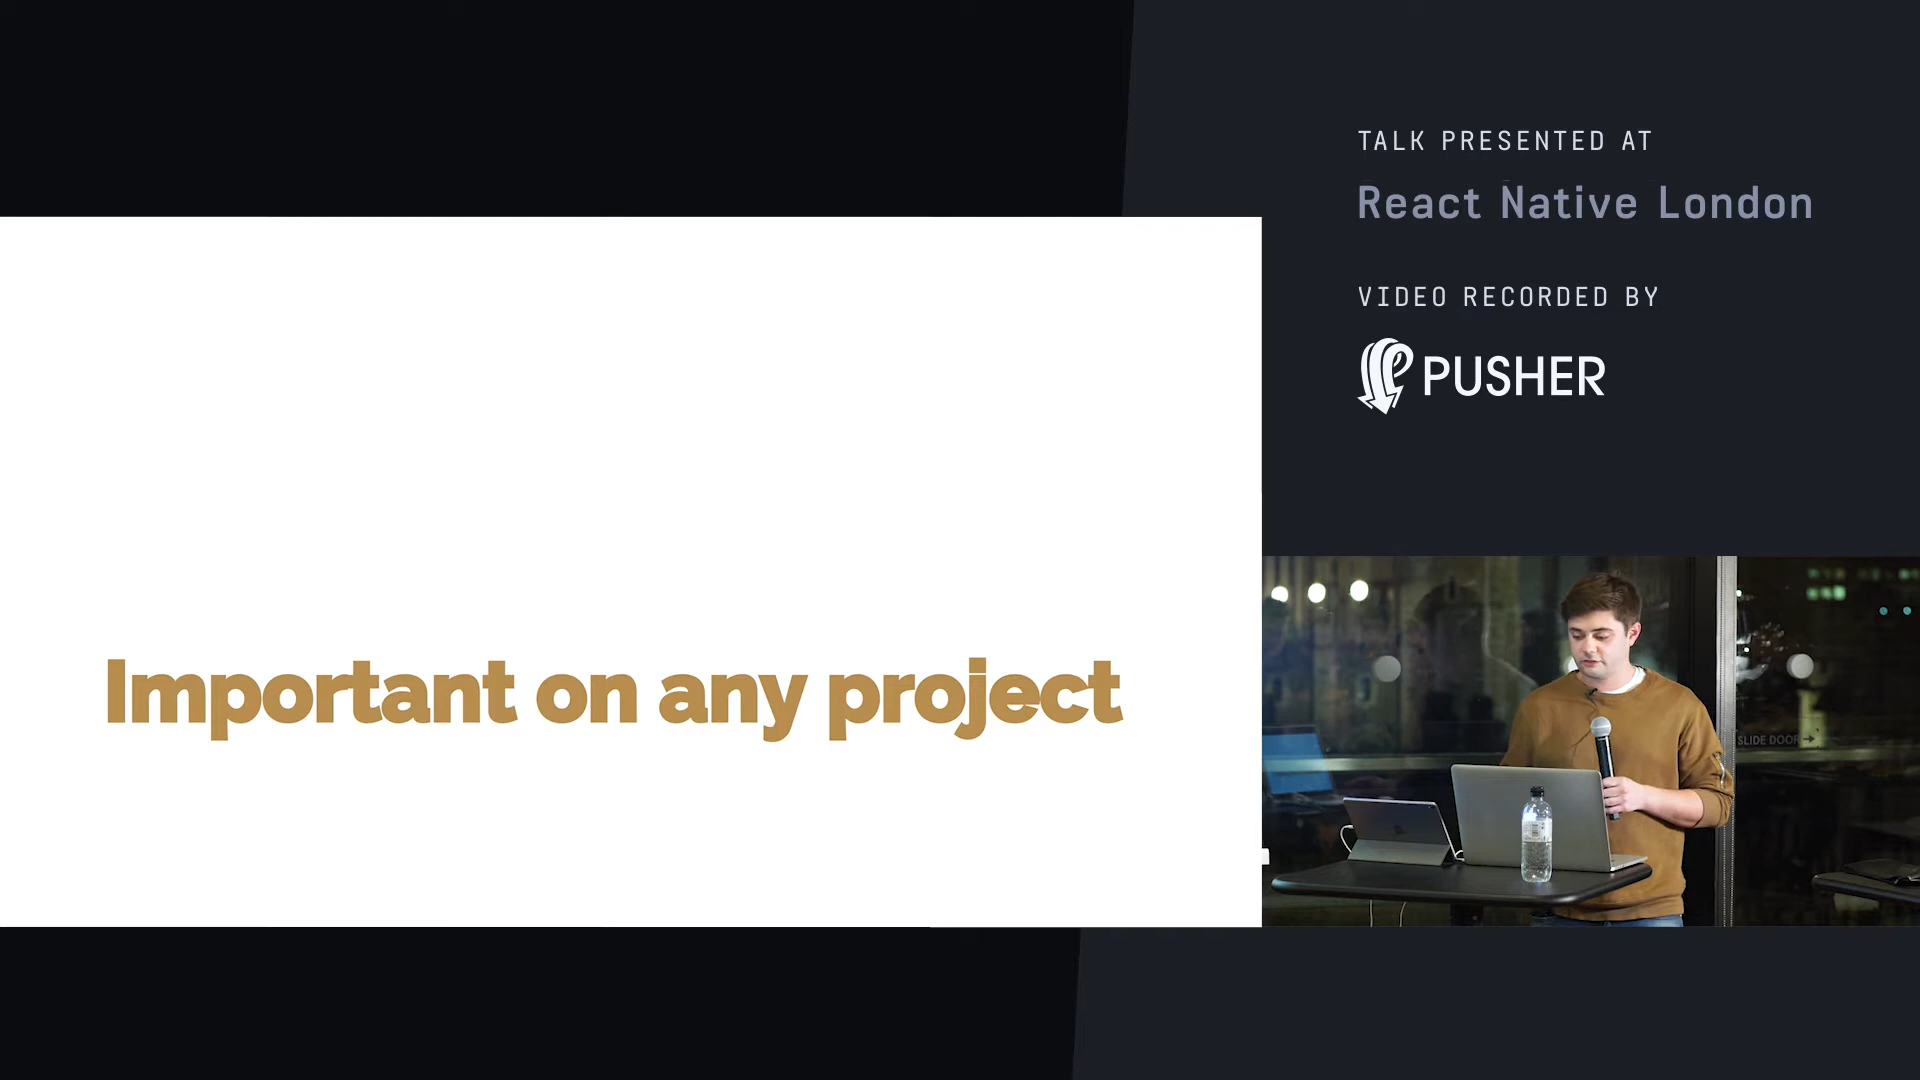 TALK PRESENTED AT
React Native London
VIDEO RECORDED BY
PUSHER
Important on any project
SLIDE DOOR